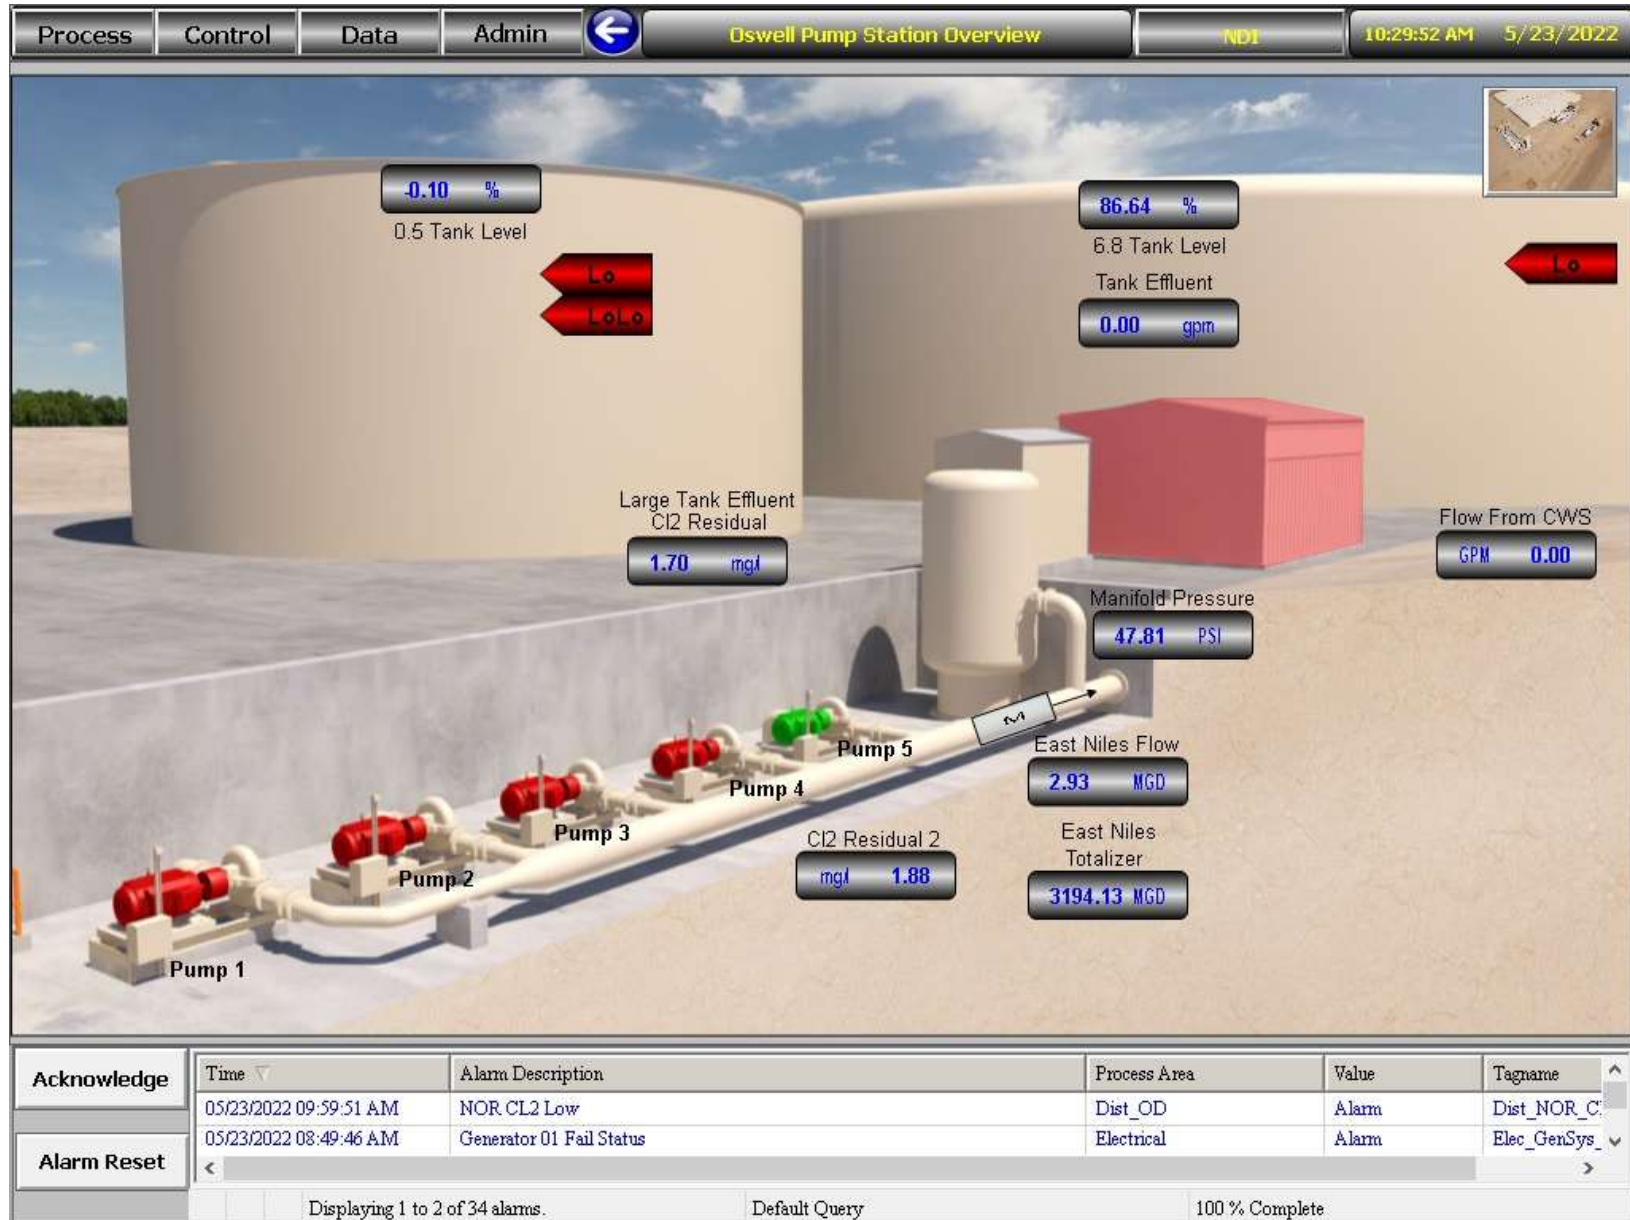 Process Control Data Admin Oswell Pump Station Overview NDI 10:29:52 AM 5/23/2022
-0.10 %
0.5 Tank Level
Lo
LoLo
86.64 %
6.8 Tank Level
Tank Effluent
0.00 gpm
Lo
Large Tank Effluent
Cl2 Residual
1.70 mg/l
Flow From CWS
GPM 0.00
Manifold Pressure
47.81 PSI
M
East Niles Flow
2.93 MGD
East Niles
Totalizer
3194.13 MGD
Cl2 Residual 2
mg/l 1.88
Pump 5
Pump 4
Pump 3
Pump 2
Pump 1
Acknowledge
Alarm Reset
Time Alarm Description Process Area Value Tagname
05/23/2022 09:59:51 AM NOR CL2 Low Dist_OD Alarm Dist_NOR_C
05/23/2022 08:49:46 AM Generator 01 Fail Status Electrical Alarm Elec_GenSys_
Displaying 1 to 2 of 34 alarms. Default Query 100 % Complete